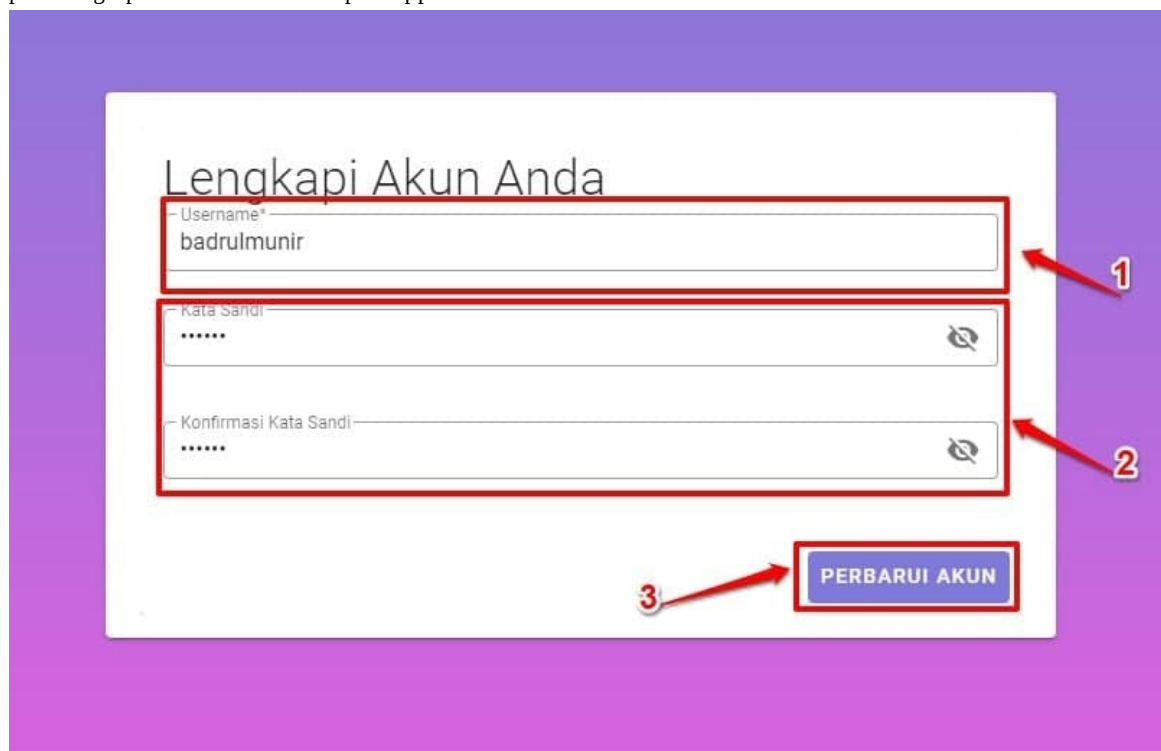 Lengkapi Akun Anda
Username*
badrulmunir
1
Kata Sandi
••••••
Konfirmasi Kata Sandi
••••••
2
3
PERBARUI AKUN